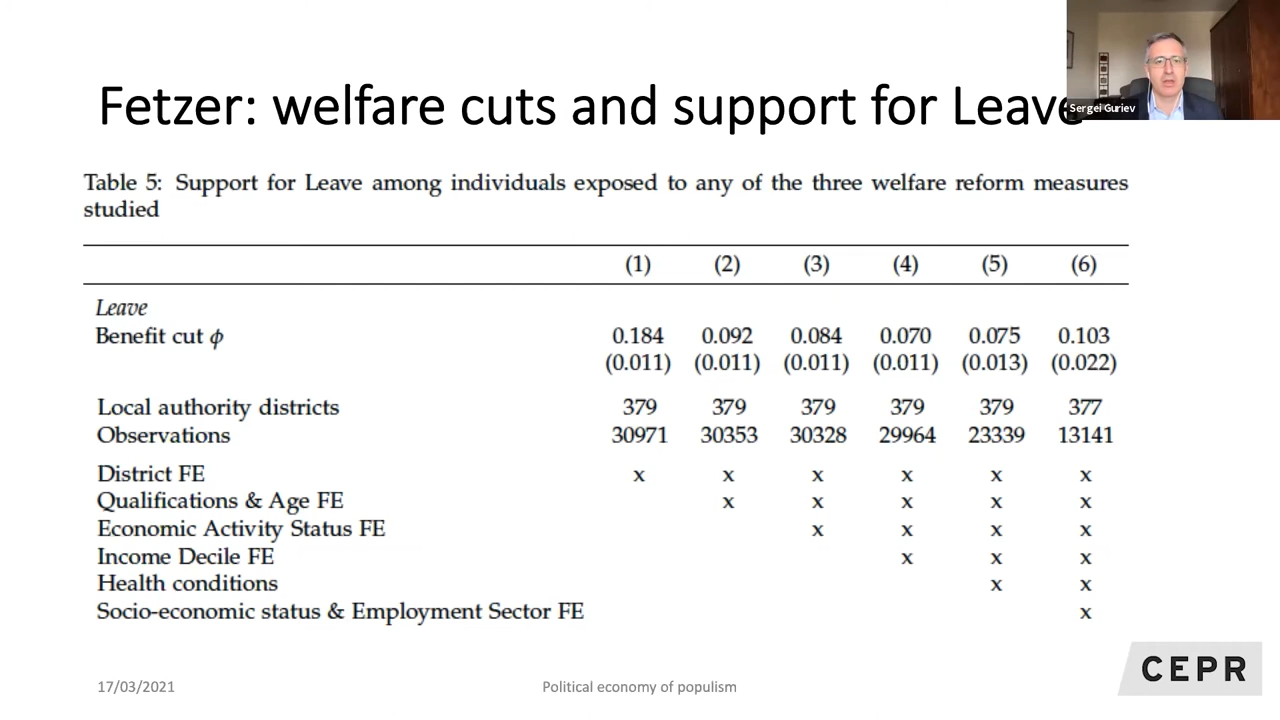 Fetzer: welfare cuts and support for Leave
Sergei Guriev
Table 5: Support for Leave among individuals exposed to any of the three welfare reform measures
studied
(1) (2) (3) (4) (5) (6)
Leave
Benefit cut ϕ 0.184 0.092 0.084 0.070 0.075 0.103
(0.011) (0.011) (0.011) (0.011) (0.013) (0.022)
Local authority districts 379 379 379 379 379 377
Observations 30971 30353 30328 29964 23339 13141
District FE x x x x x x
Qualifications & Age FE x x x x x
Economic Activity Status FE x x x x
Income Decile FE x x x
Health conditions x x
Socio-economic status & Employment Sector FE x
17/03/2021 Political economy of populism
CEPR